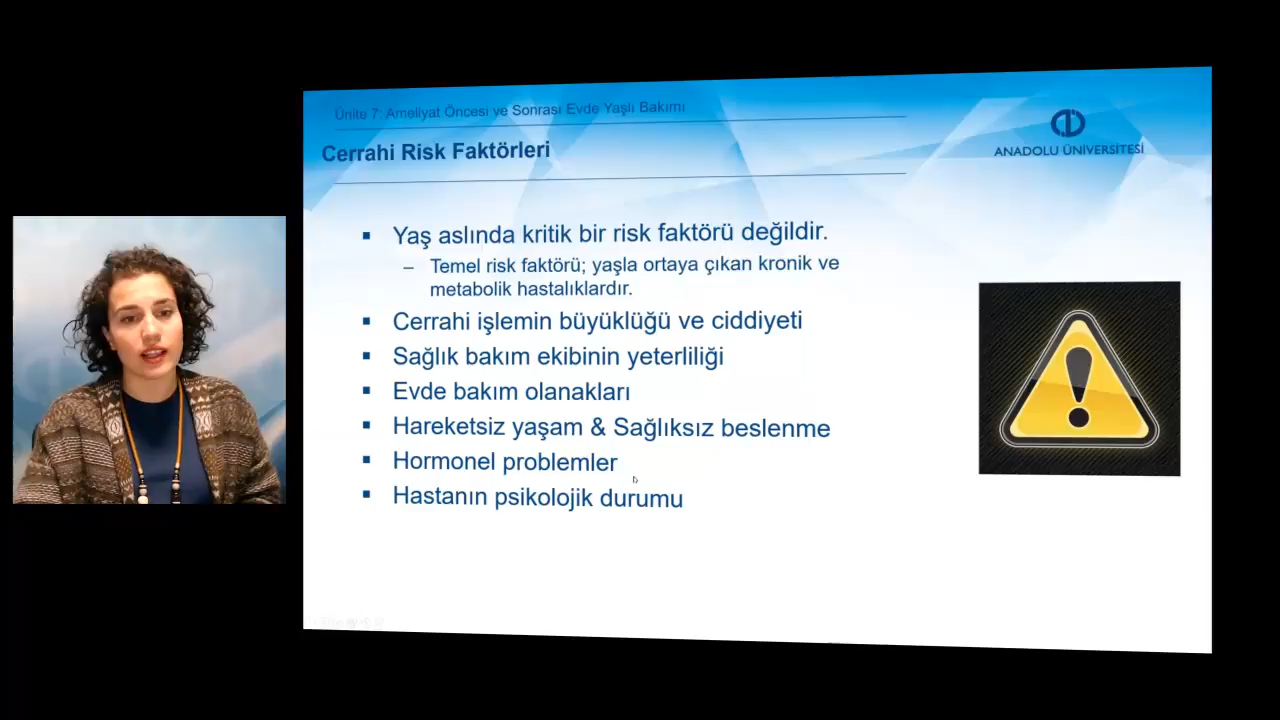 Ünite 7: Ameliyat Öncesi ve Sonrası Evde Yaşlı Bakımı
Cerrahi Risk Faktörleri
ANADOLU ÜNİVERSİTESİ
Yaş aslında kritik bir risk faktörü değildir.
– Temel risk faktörü; yaşla ortaya çıkan kronik ve
metabolik hastalıklardır.
Cerrahi işlemin büyüklüğü ve ciddiyeti
Sağlık bakım ekibinin yeterliliği
Evde bakım olanakları
Hareketsiz yaşam & Sağlıksız beslenme
Hormonel problemler
Hastanın psikolojik durumu